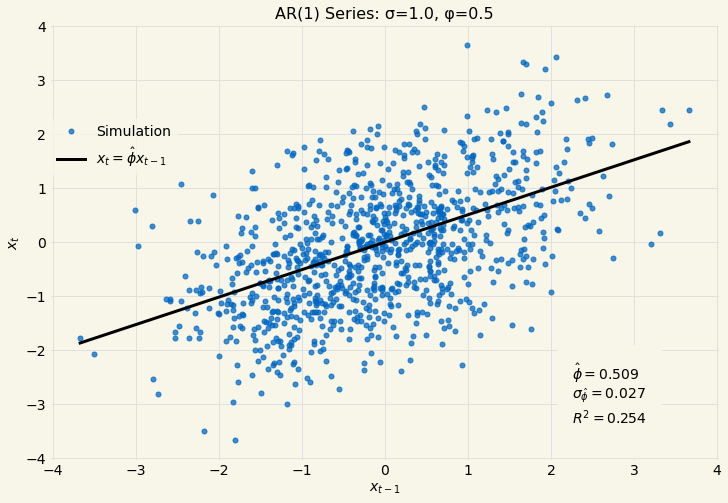 AR(1) Series: σ=1.0, φ=0.5
4
3
2
1
0
−1
−2
−3
−4
x_t
Simulation
x_t = ϕ̂x_{t−1}
ϕ̂ = 0.509
σ_ϕ̂ = 0.027
R² = 0.254
−4 −3 −2 −1 0 1 2 3 4
x_{t−1}